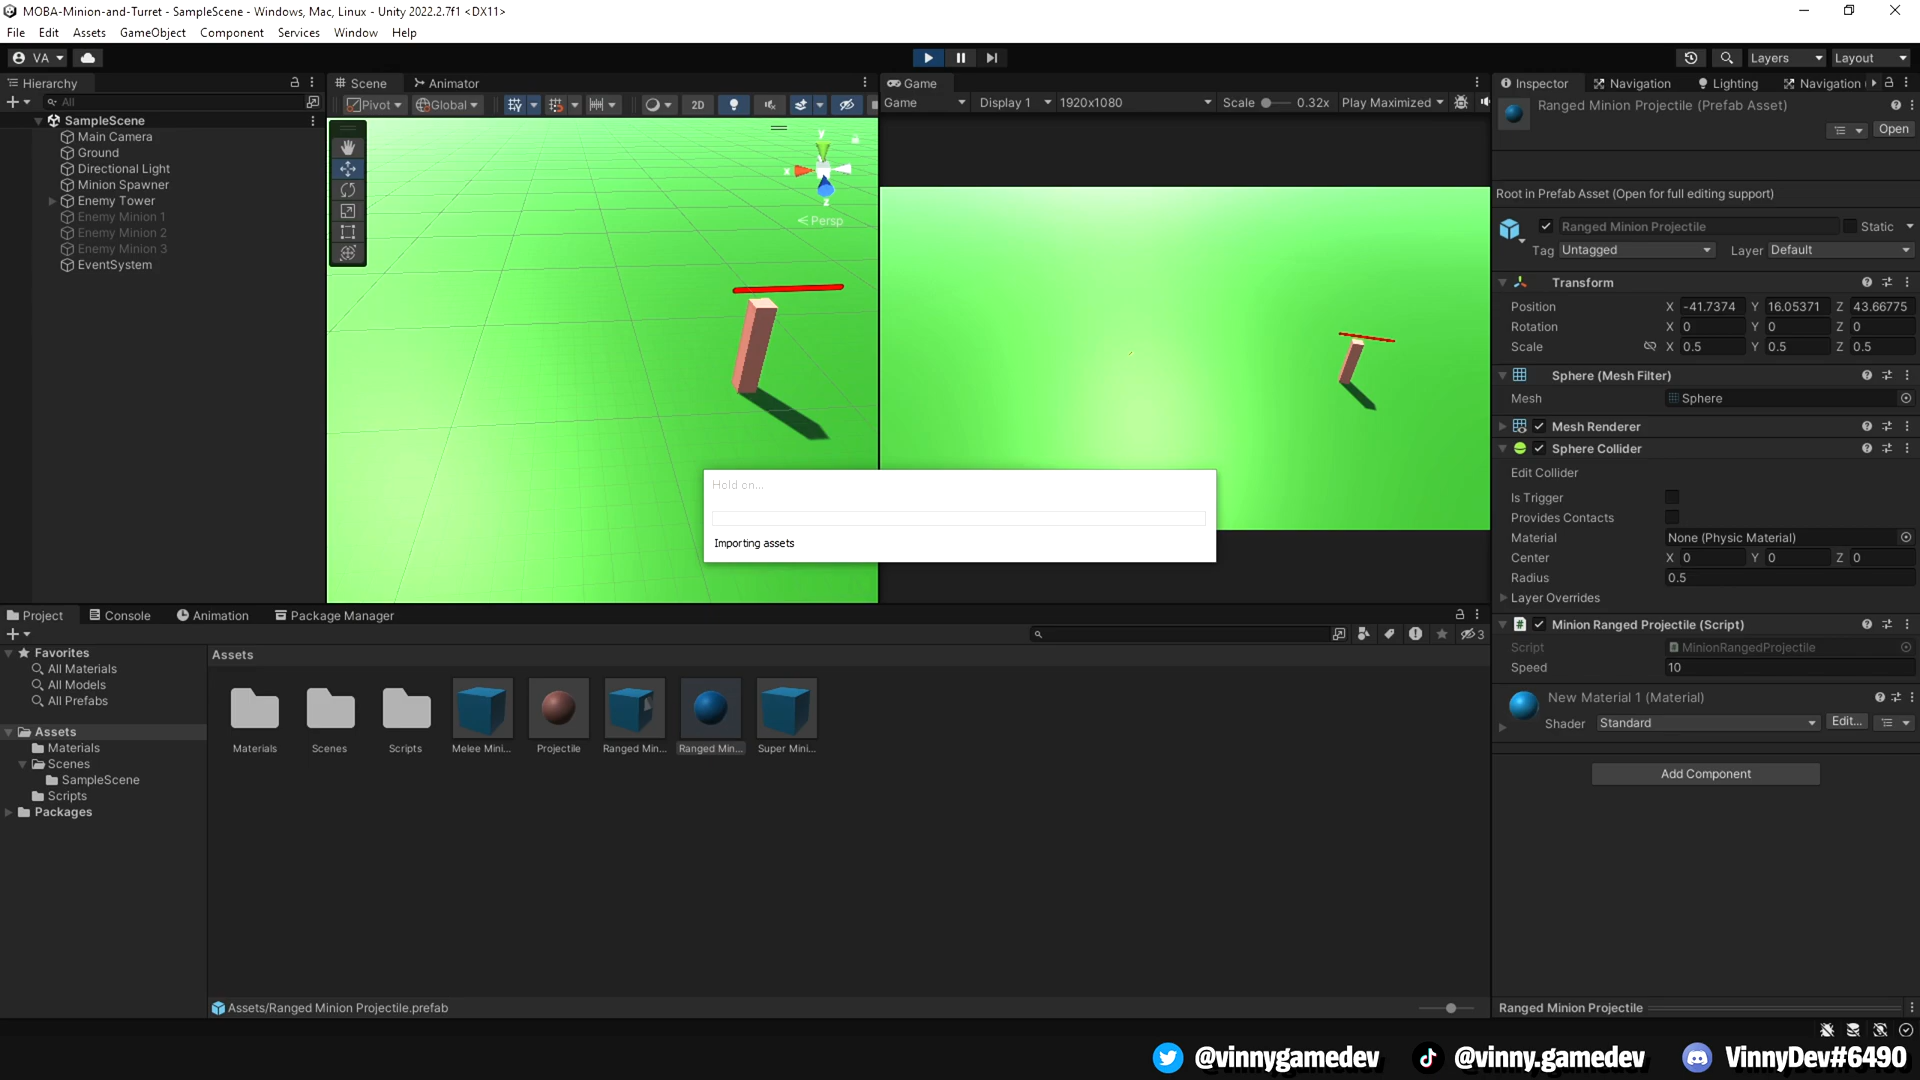 MOBA-Minion-and-Turret - SampleScene - Windows, Mac, Linux - Unity 2022.2.7f1 <DX11>
File Edit Assets GameObject Component Services Window Help
VA Layers Layout
Hierarchy
All
SampleScene
Main Camera
Ground
Directional Light
Minion Spawner
Enemy Tower
Enemy Minion 1
Enemy Minion 2
Enemy Minion 3
EventSystem
Scene Animator
Pivot Global 2D
y
x
z
Persp
Game
Game Display 1 1920x1080 Scale 0.32x Play Maximized
Hold on...
Importing assets
Inspector Navigation Lighting Navigation
Ranged Minion Projectile (Prefab Asset)
Open
Root in Prefab Asset (Open for full editing support)
Ranged Minion Projectile Static
Tag Untagged Layer Default
Transform
Position X -41.7374 Y 16.05371 Z 43.66775
Rotation X 0 Y 0 Z 0
Scale X 0.5 Y 0.5 Z 0.5
Sphere (Mesh Filter)
Mesh Sphere
Mesh Renderer
Sphere Collider
Edit Collider
Is Trigger
Provides Contacts
Material None (Physic Material)
Center X 0 Y 0 Z 0
Radius 0.5
Layer Overrides
Minion Ranged Projectile (Script)
Script MinionRangedProjectile
Speed 10
New Material 1 (Material)
Shader Standard Edit...
Add Component
Ranged Minion Projectile
Project Console Animation Package Manager
3
Favorites
All Materials
All Models
All Prefabs
Assets
Materials
Scenes
SampleScene
Scripts
Packages
Assets
Materials Scenes Scripts Melee Mini... Projectile Ranged Min... Ranged Min... Super Mini...
Assets/Ranged Minion Projectile.prefab
@vinnygamedev @vinny.gamedev VinnyDev#6490